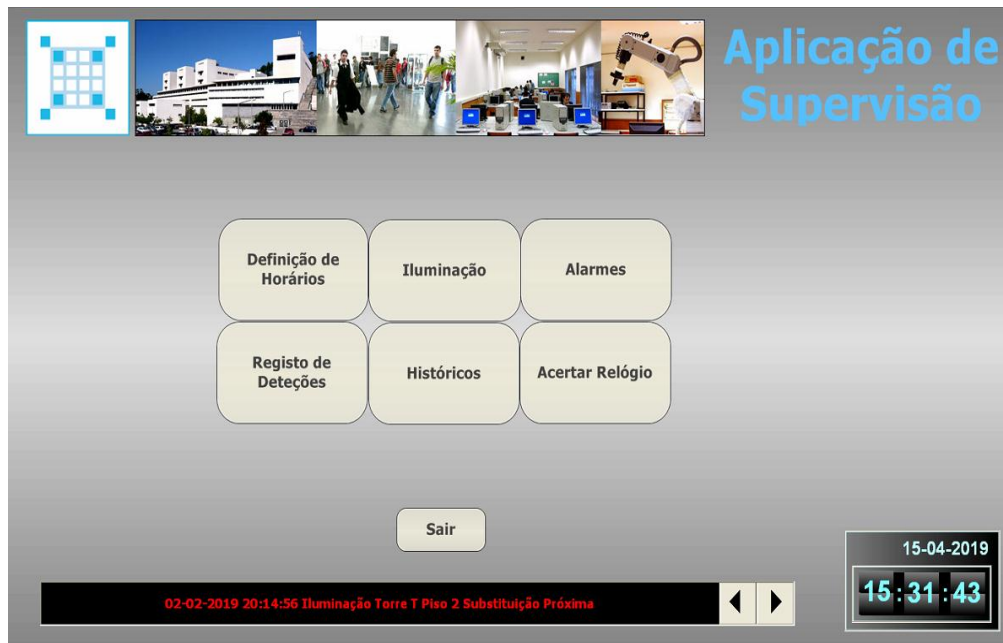 Aplicação de
Supervisão
Definição de
Horários
Iluminação
Alarmes
Registo de
Deteções
Históricos
Acertar Relógio
Sair
15-04-2019
15:31:43
02-02-2019 20:14:56 Iluminação Torre T Piso 2 Substituição Próxima